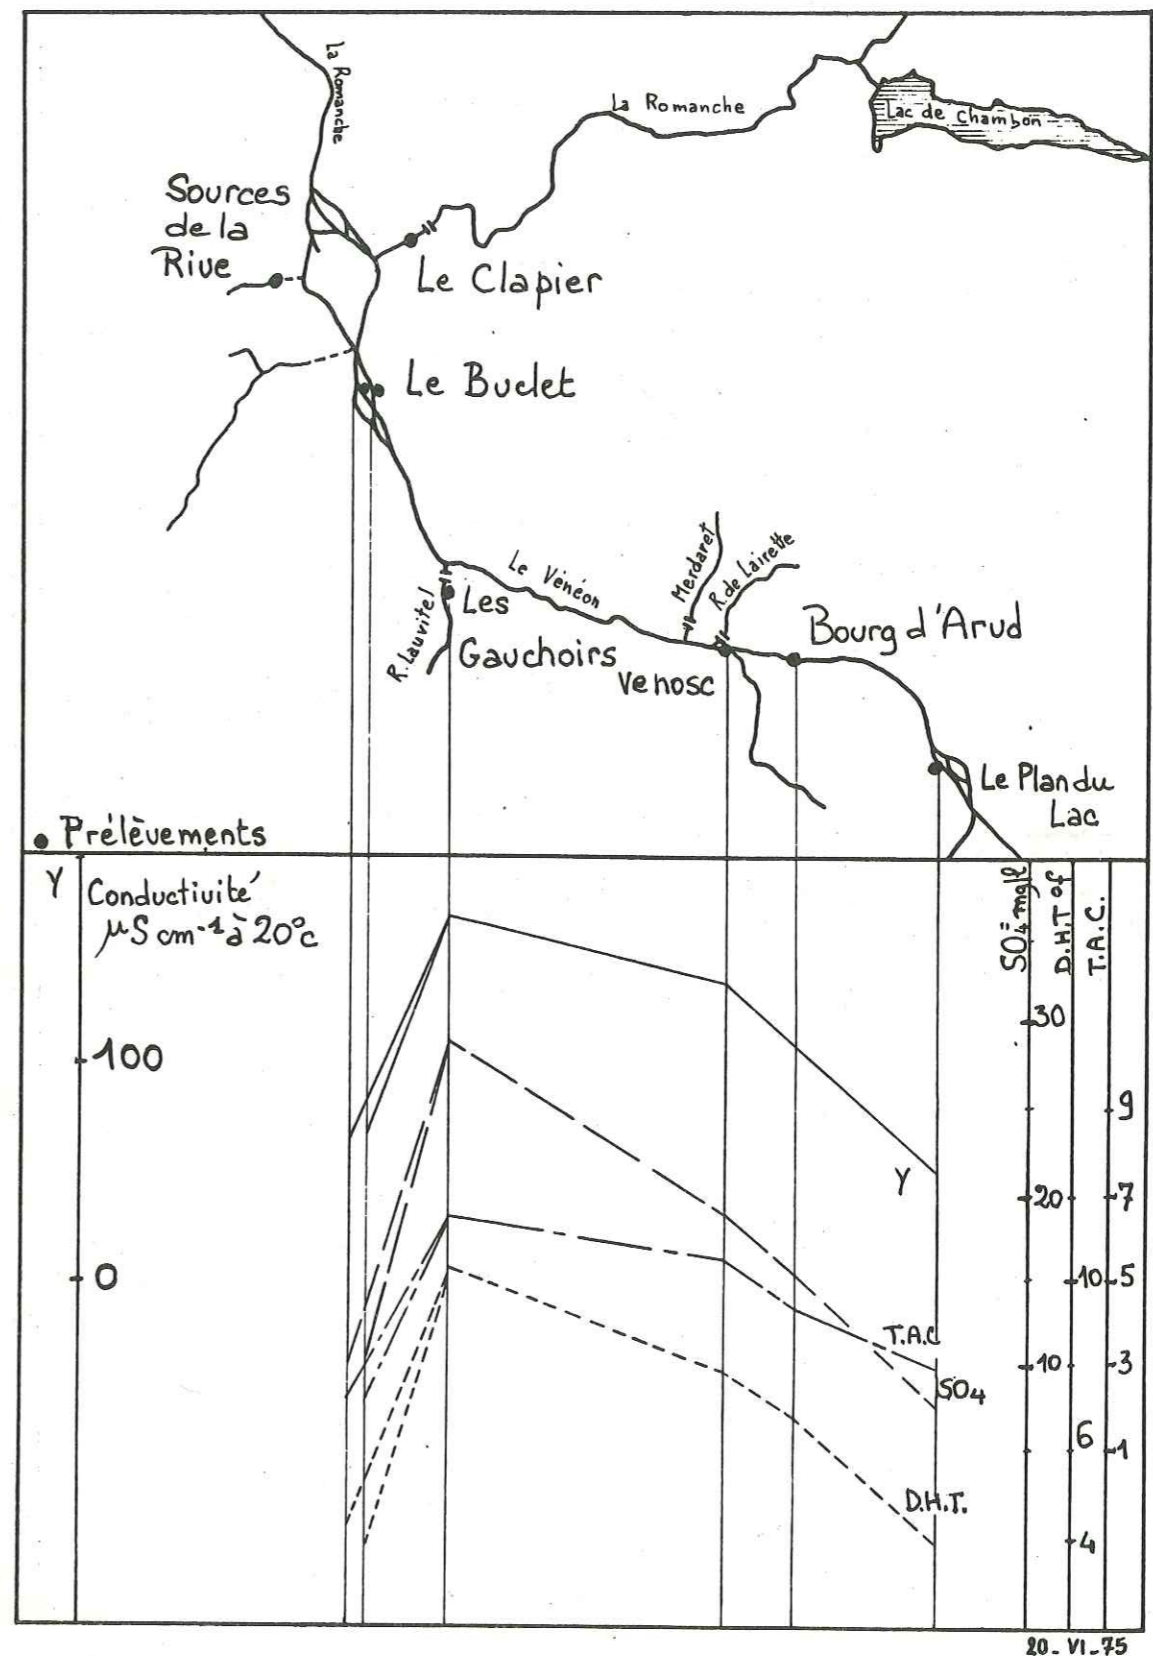 La Romanche
La Romanche
Lac de Chambon
Sources
de la
Rive
Le Clapier
Le Buclet
Le Vénéon
Merdaret
R. de Lairette
R. Lauvitel
Les
Gauchoirs
Venosc
Bourg d'Arud
Le Plan du
Lac
● Prélèvements
γ Conductivité
µS cm-1 à 20°c
SO₄= mg/l
D.H.T of
T.A.C.
30
100
9
γ
20
7
0
10
5
T.A.C
10
3
SO4
6
1
D.H.T.
4
20-VI-75